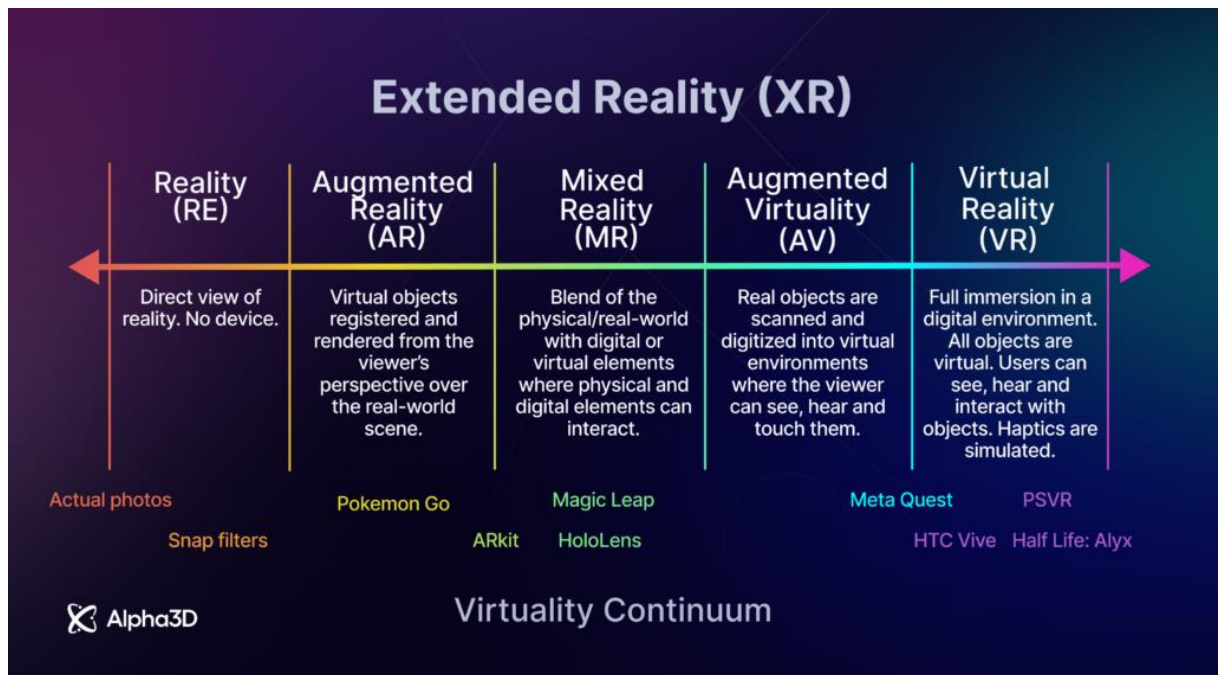 Extended Reality (XR)
Reality
(RE)
Augmented
Reality
(AR)
Mixed
Reality
(MR)
Augmented
Virtuality
(AV)
Virtual
Reality
(VR)
Direct view of
reality. No device.
Virtual objects
registered and
rendered from the
viewer's
perspective over
the real-world
scene.
Blend of the
physical/real-world
with digital or
virtual elements
where physical and
digital elements can
interact.
Real objects are
scanned and
digitized into virtual
environments
where the viewer
can see, hear and
touch them.
Full immersion in a
digital environment.
All objects are
virtual. Users can
see, hear and
interact with
objects. Haptics are
simulated.
Actual photos
Snap filters
Pokemon Go
ARkit
Magic Leap
HoloLens
Meta Quest
HTC Vive
PSVR
Half Life: Alyx
Alpha3D
Virtuality Continuum